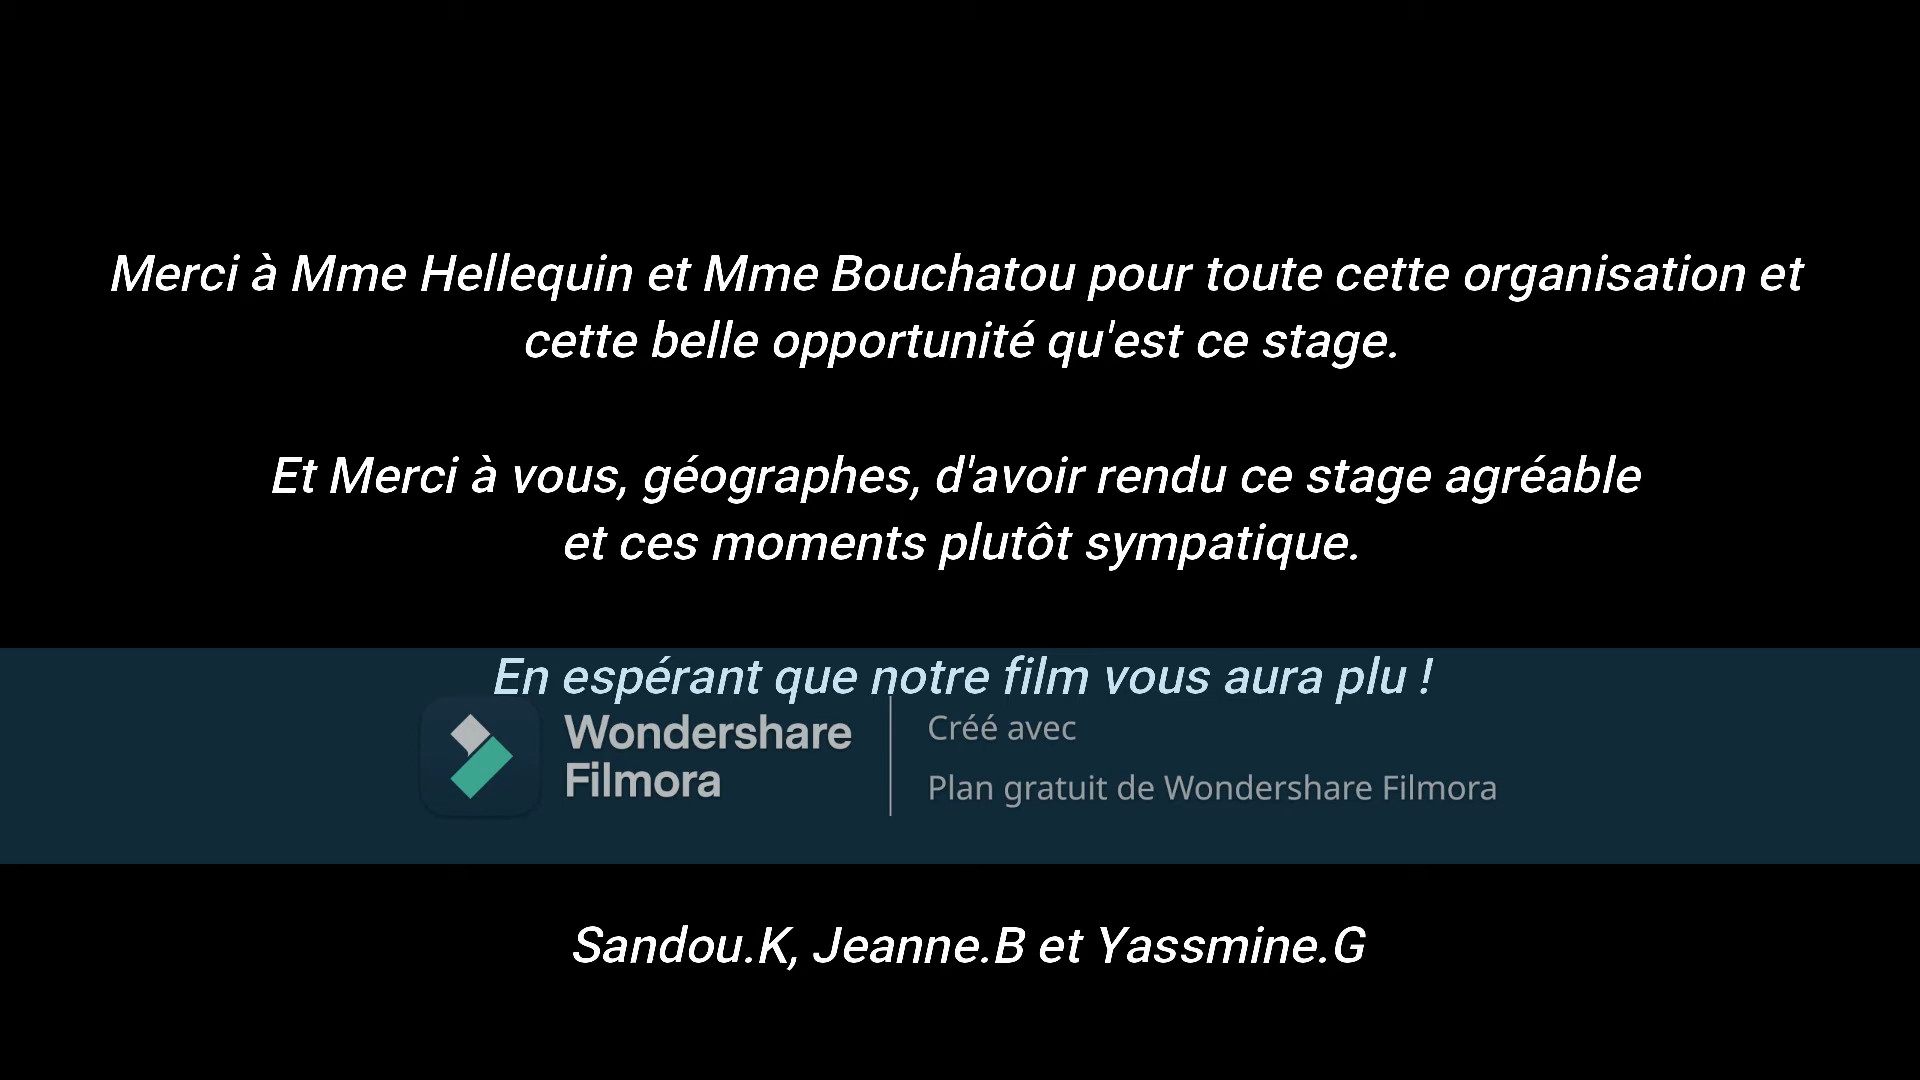 Merci à Mme Hellequin et Mme Bouchatou pour toute cette organisation et
cette belle opportunité qu'est ce stage.
Et Merci à vous, géographes, d'avoir rendu ce stage agréable
et ces moments plutôt sympatique.
En espérant que notre film vous aura plu !
Wondershare
Filmora
Créé avec
Plan gratuit de Wondershare Filmora
Sandou.K, Jeanne.B et Yassmine.G